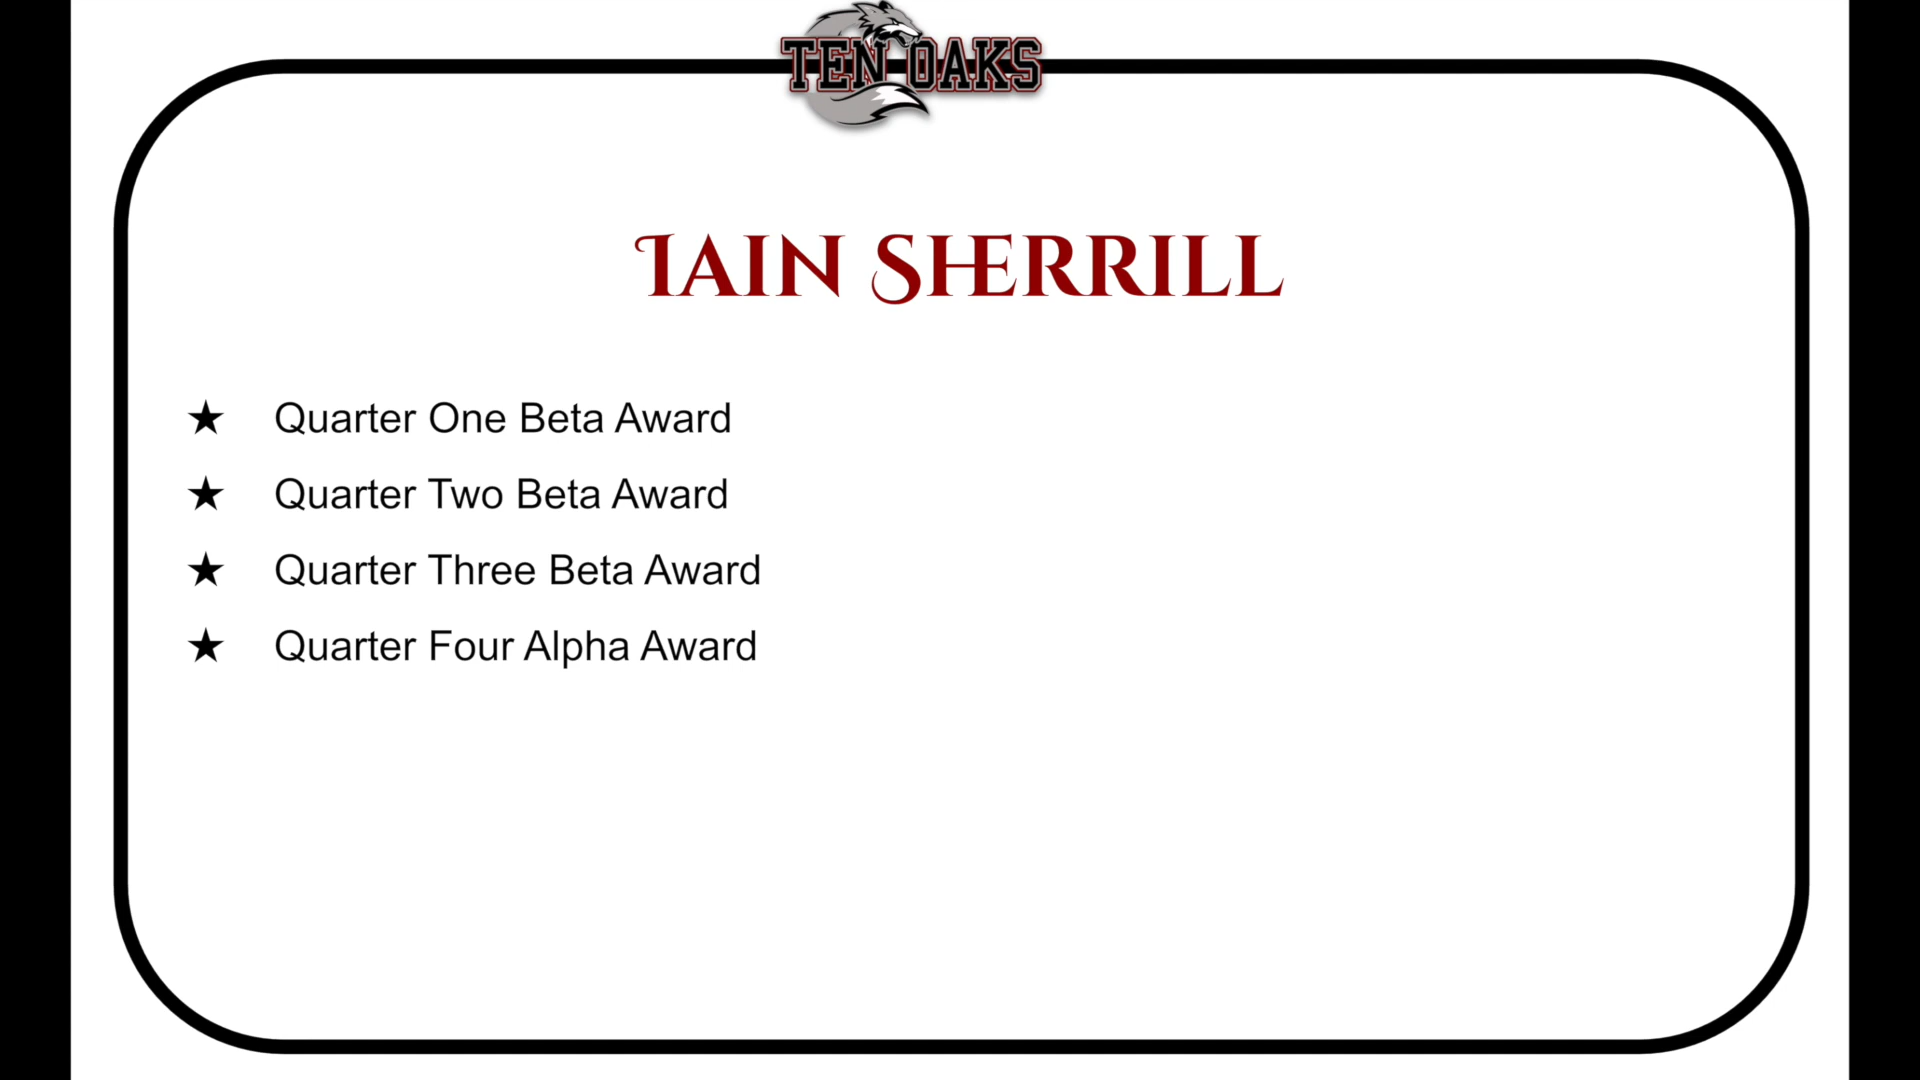 TEN OAKS
IAIN SHERRILL
★ Quarter One Beta Award
★ Quarter Two Beta Award
★ Quarter Three Beta Award
★ Quarter Four Alpha Award